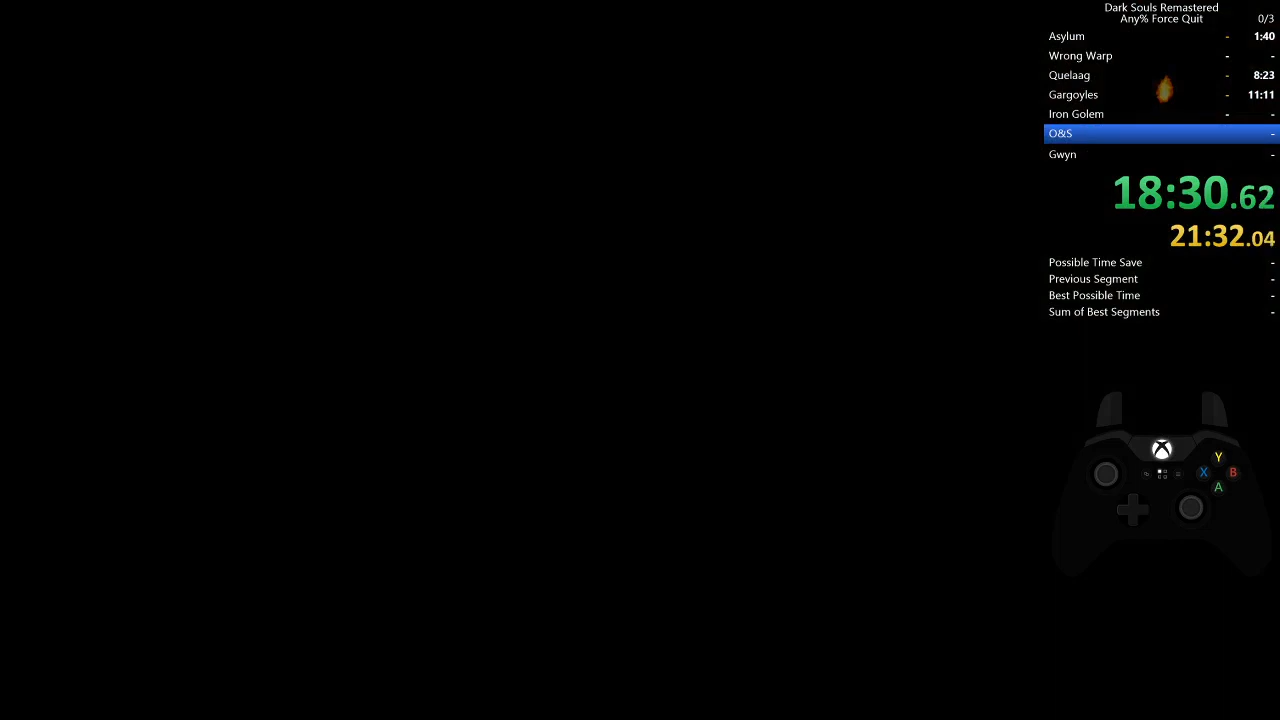 Dark Souls Remastered
Any% Force Quit 0/3
Asylum - 1:40
Wrong Warp - -
Quelaag - 8:23
Gargoyles - 11:11
Iron Golem - -
O&S -
Gwyn -
18:30.62
21:32.04
Possible Time Save -
Previous Segment -
Best Possible Time -
Sum of Best Segments -
Y
X B
A